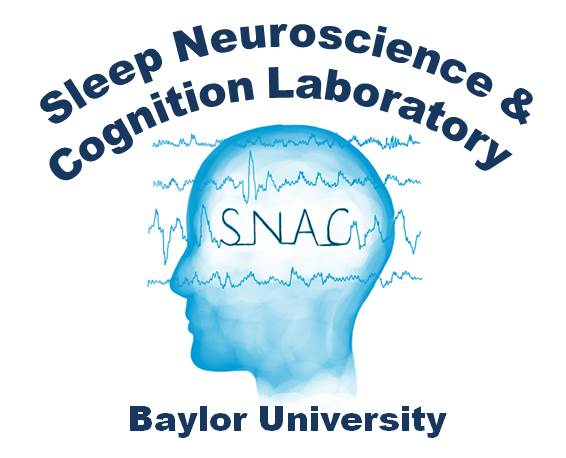 Sleep Neuroscience &
Cognition Laboratory
SNAC
Baylor University